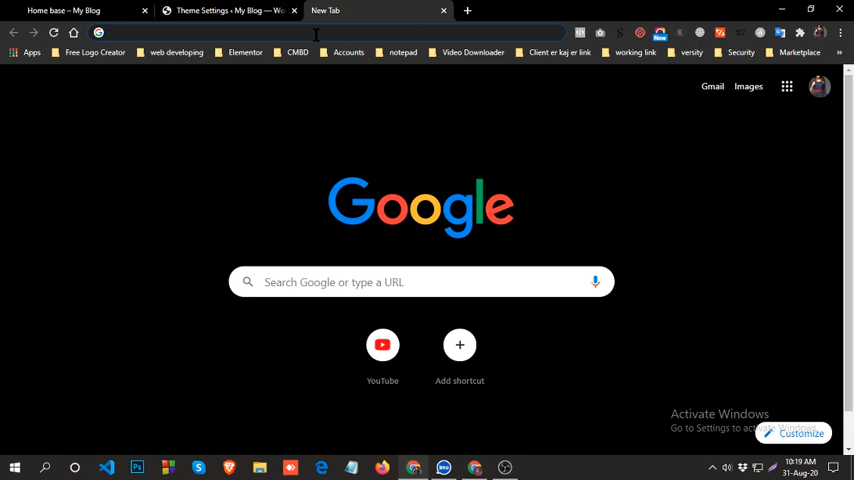 Home base – My Blog
Theme Settings ‹ My Blog — Wo
New Tab
Apps Free Logo Creator web developing Elementor CMBD Accounts notepad Video Downloader Client er kaj er link working link versity Security Marketplace »
New
Gmail Images
Google
Search Google or type a URL
YouTube Add shortcut
Activate Windows
Go to Settings to activate Windows.
Customize
10:19 AM
31-Aug-20